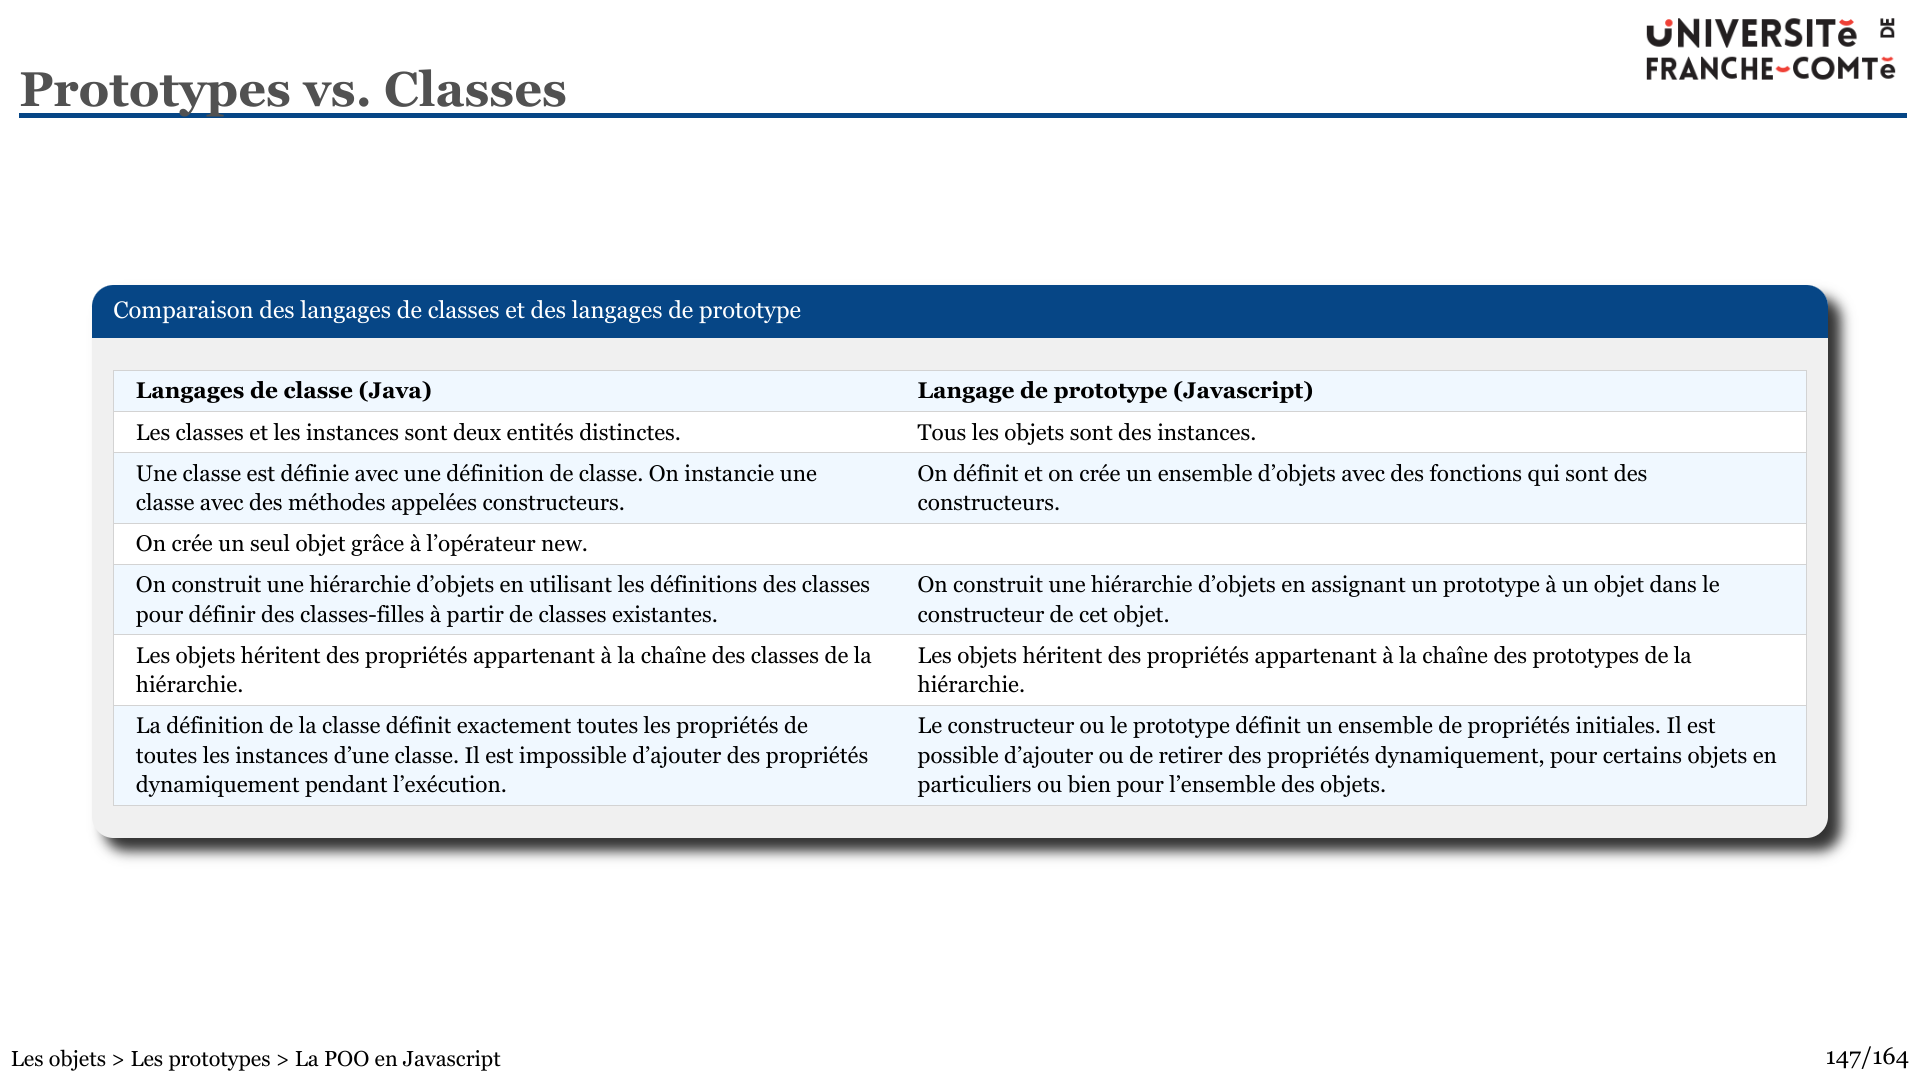 UNIVERSITĕ DE
FRANCHE-COMTĕ
Prototypes vs. Classes
Comparaison des langages de classes et des langages de prototype
Langages de classe (Java)
Langage de prototype (Javascript)
Les classes et les instances sont deux entités distinctes.
Tous les objets sont des instances.
Une classe est définie avec une définition de classe. On instancie une
classe avec des méthodes appelées constructeurs.
On définit et on crée un ensemble d’objets avec des fonctions qui sont des
constructeurs.
On crée un seul objet grâce à l’opérateur new.
On construit une hiérarchie d’objets en utilisant les définitions des classes
pour définir des classes-filles à partir de classes existantes.
On construit une hiérarchie d’objets en assignant un prototype à un objet dans le
constructeur de cet objet.
Les objets héritent des propriétés appartenant à la chaîne des classes de la
hiérarchie.
Les objets héritent des propriétés appartenant à la chaîne des prototypes de la
hiérarchie.
La définition de la classe définit exactement toutes les propriétés de
toutes les instances d’une classe. Il est impossible d’ajouter des propriétés
dynamiquement pendant l’exécution.
Le constructeur ou le prototype définit un ensemble de propriétés initiales. Il est
possible d’ajouter ou de retirer des propriétés dynamiquement, pour certains objets en
particuliers ou bien pour l’ensemble des objets.
Les objets > Les prototypes > La POO en Javascript
147/164